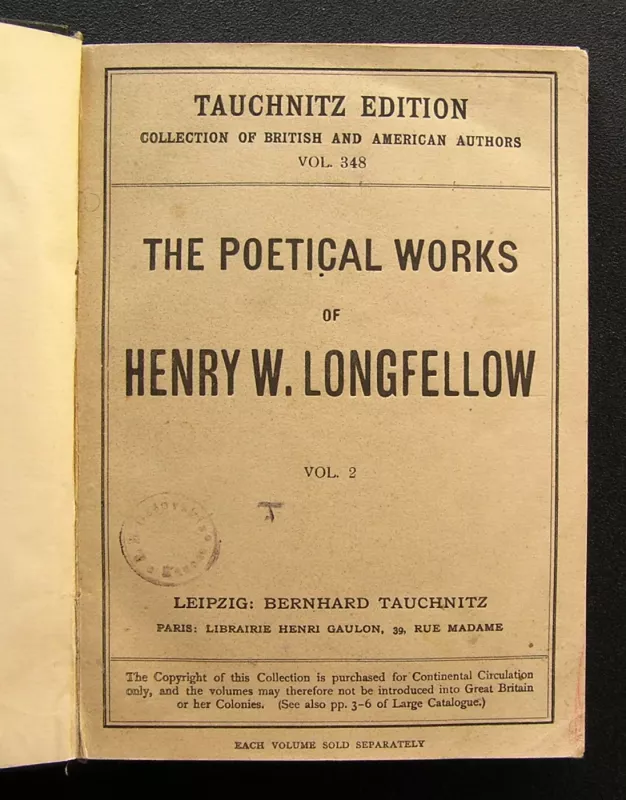 TAUCHNITZ EDITION
COLLECTION OF BRITISH AND AMERICAN AUTHORS
VOL. 348
THE POETICAL WORKS
OF
HENRY W. LONGFELLOW
VOL. 2
T
LEIPZIG: BERNHARD TAUCHNITZ
PARIS: LIBRAIRIE HENRI GAULON, 39, RUE MADAME
The Copyright of this Collection is purchased for Continental Circulation
only, and the volumes may therefore not be introduced into Great Britain
or her Colonies. (See also pp. 3-6 of Large Catalogue.)
EACH VOLUME SOLD SEPARATELY